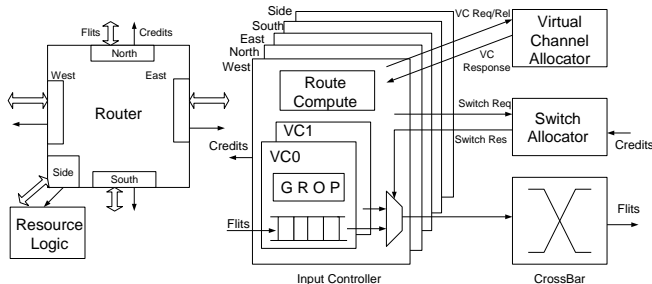 Flits
Credits
North
West
East
Router
Side
South
Resource
Logic
Side
South
East
North
West
Route
Compute
VC1
VC0
G R O P
Credits
Flits
Input Controller
VC Req/Rel
VC
Response
Virtual
Channel
Allocator
Switch Req
Switch Res
Switch
Allocator
Credits
Flits
CrossBar